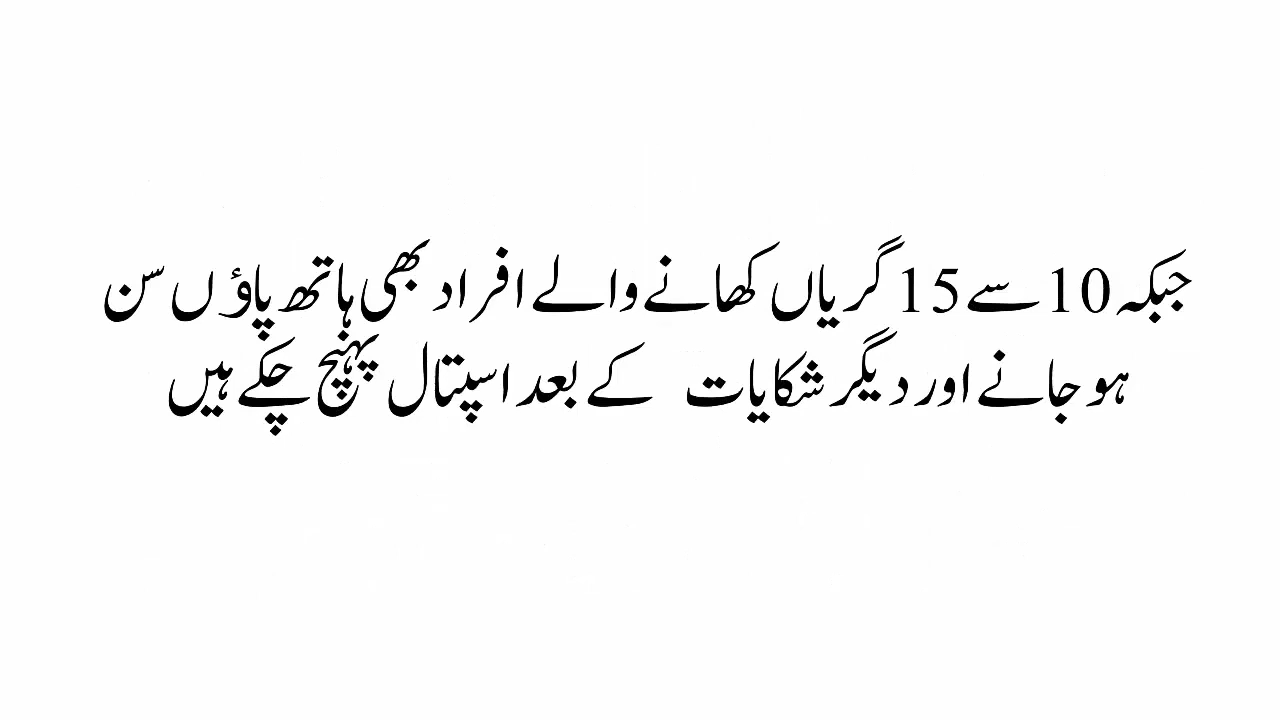 جبکہ 10 سے 15 گریاں کھانے والے افراد بھی ہاتھ پاؤں سن
ہو جانے اور دیگر شکایات کے بعد اسپتال پہنچ چکے ہیں